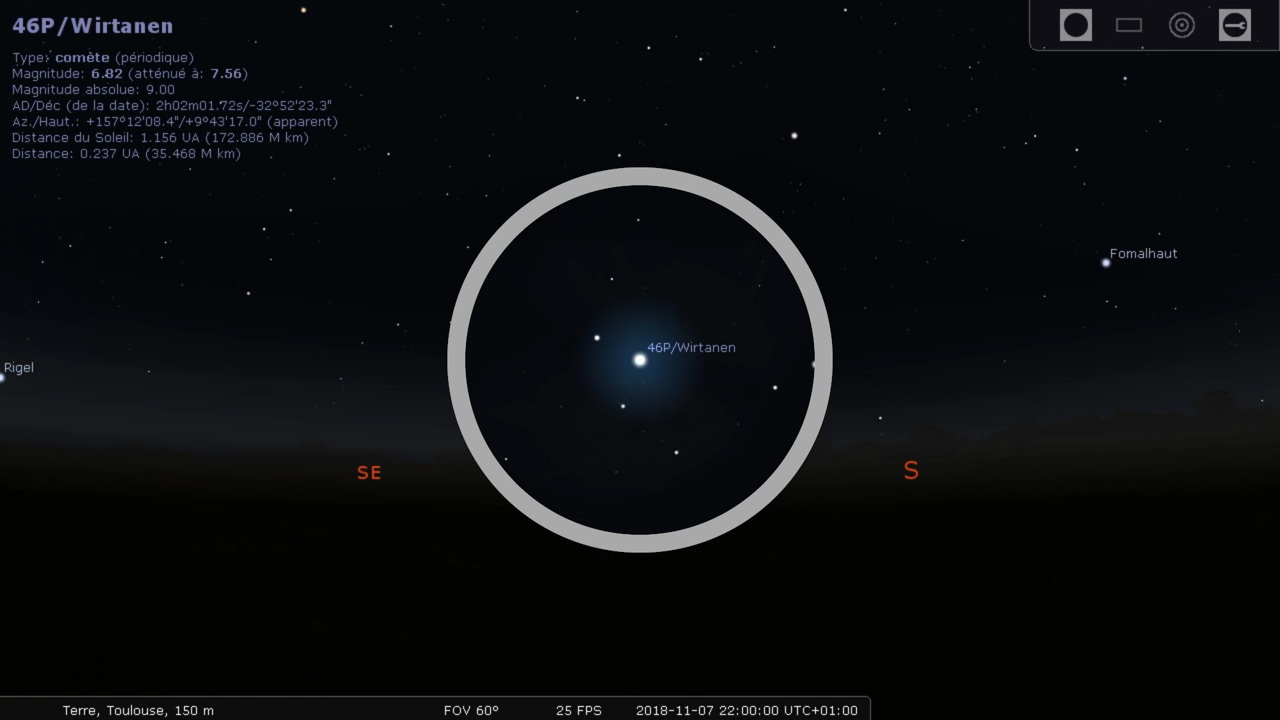 46P/Wirtanen
Type: comète (périodique)
Magnitude: 6.82 (atténué à: 7.56)
Magnitude absolue: 9.00
AD/Déc (de la date): 2h02m01.72s/-32°52'23.3"
Az./Haut.: +157°12'08.4"/+9°43'17.0" (apparent)
Distance du Soleil: 1.156 UA (172.886 M km)
Distance: 0.237 UA (35.468 M km)
Fomalhaut
46P/Wirtanen
Rigel
SE
S
Terre, Toulouse, 150 m FOV 60° 25 FPS 2018-11-07 22:00:00 UTC+01:00